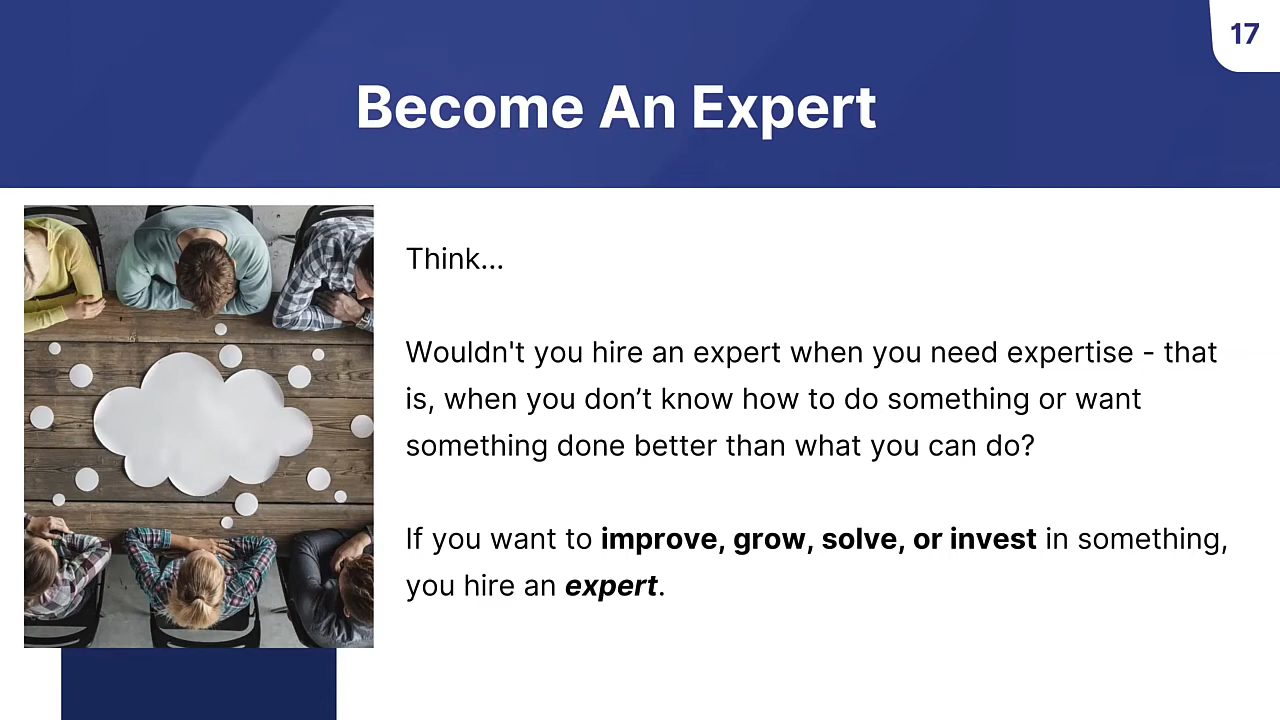 17
Become An Expert
Think...
Wouldn't you hire an expert when you need expertise - that
is, when you don’t know how to do something or want
something done better than what you can do?
If you want to improve, grow, solve, or invest in something,
you hire an expert.